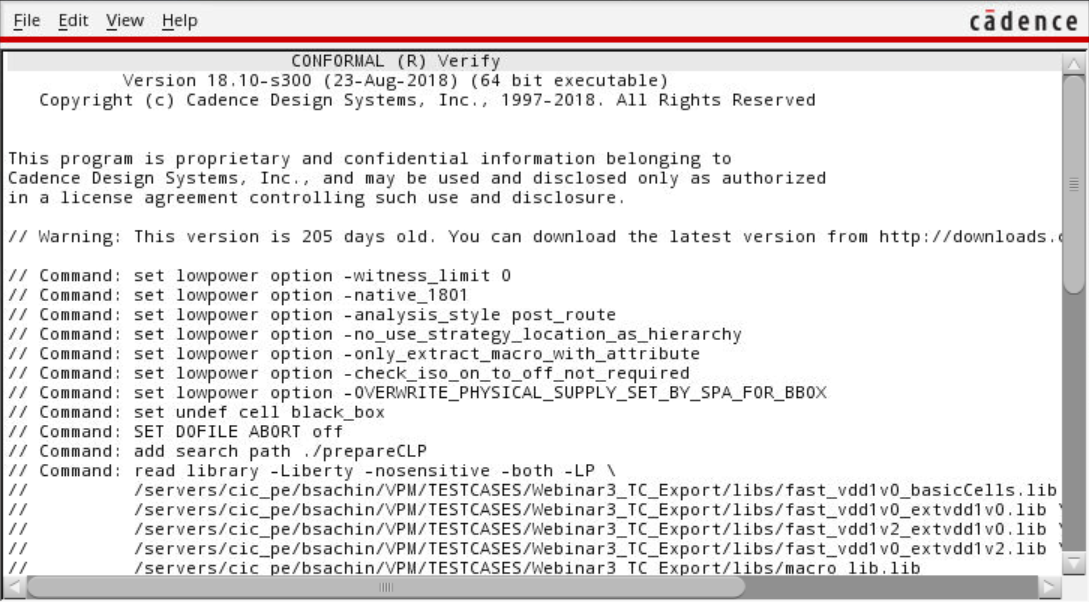 File Edit View Help
cādence
CONFORMAL (R) Verify
Version 18.10-s300 (23-Aug-2018) (64 bit executable)
Copyright (c) Cadence Design Systems, Inc., 1997-2018. All Rights Reserved
This program is proprietary and confidential information belonging to
Cadence Design Systems, Inc., and may be used and disclosed only as authorized
in a license agreement controlling such use and disclosure.
// Warning: This version is 205 days old. You can download the latest version from http://downloads.c
// Command: set lowpower option -witness_limit 0
// Command: set lowpower option -native_1801
// Command: set lowpower option -analysis_style post_route
// Command: set lowpower option -no_use_strategy_location_as_hierarchy
// Command: set lowpower option -only_extract_macro_with_attribute
// Command: set lowpower option -check_iso_on_to_off_not_required
// Command: set lowpower option -OVERWRITE_PHYSICAL_SUPPLY_SET_BY_SPA_FOR_BBOX
// Command: set undef cell black_box
// Command: SET DOFILE ABORT off
// Command: add search path ./prepareCLP
// Command: read library -Liberty -nosensitive -both -LP \
// /servers/cic_pe/bsachin/VPM/TESTCASES/Webinar3_TC_Export/libs/fast_vdd1v0_basicCells.lib
// /servers/cic_pe/bsachin/VPM/TESTCASES/Webinar3_TC_Export/libs/fast_vdd1v0_extvdd1v0.lib \
// /servers/cic_pe/bsachin/VPM/TESTCASES/Webinar3_TC_Export/libs/fast_vdd1v2_extvdd1v0.lib \
// /servers/cic_pe/bsachin/VPM/TESTCASES/Webinar3_TC_Export/libs/fast_vdd1v0_extvdd1v2.lib \
// /servers/cic_pe/bsachin/VPM/TESTCASES/Webinar3_TC_Export/libs/macro_lib.lib